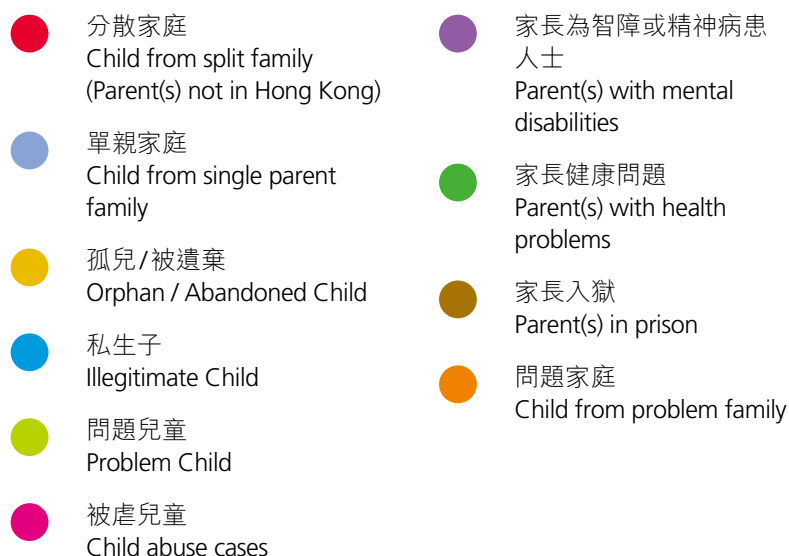 分散家庭
Child from split family
(Parent(s) not in Hong Kong)
單親家庭
Child from single parent
family
孤兒/被遺棄
Orphan / Abandoned Child
私生子
Illegitimate Child
問題兒童
Problem Child
被虐兒童
Child abuse cases
家長為智障或精神病患
人士
Parent(s) with mental
disabilities
家長健康問題
Parent(s) with health
problems
家長入獄
Parent(s) in prison
問題家庭
Child from problem family